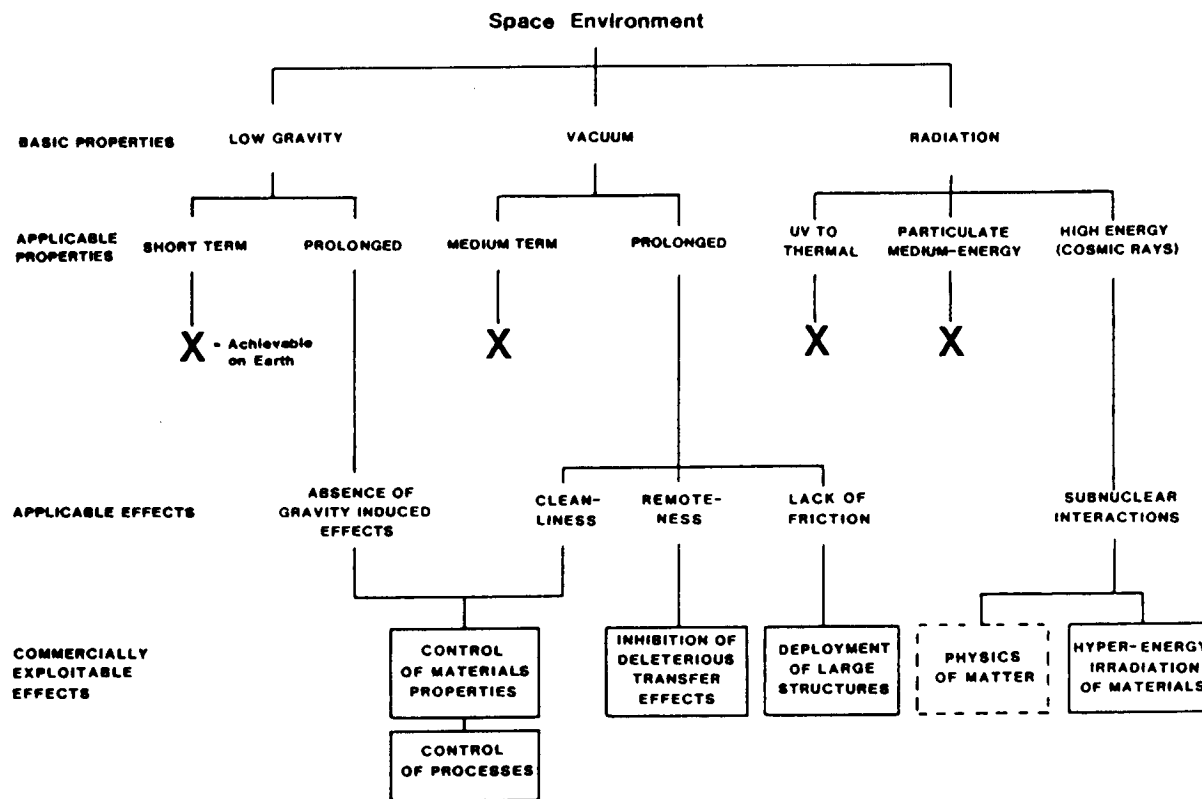 Space Environment
BASIC PROPERTIES
LOW GRAVITY
VACUUM
RADIATION
APPLICABLE
PROPERTIES
SHORT TERM
PROLONGED
MEDIUM TERM
PROLONGED
UV TO
THERMAL
PARTICULATE
MEDIUM-ENERGY
HIGH ENERGY
(COSMIC RAYS)
X - Achievable
on Earth
X
X
X
APPLICABLE EFFECTS
ABSENCE OF
GRAVITY INDUCED
EFFECTS
CLEAN-
LINESS
REMOTE-
NESS
LACK OF
FRICTION
SUBNUCLEAR
INTERACTIONS
COMMERCIALLY
EXPLOITABLE
EFFECTS
CONTROL
OF MATERIALS
PROPERTIES
INHIBITION OF
DELETERIOUS
TRANSFER
EFFECTS
DEPLOYMENT
OF LARGE
STRUCTURES
PHYSICS
OF MATTER
HYPER-ENERGY
IRRADIATION
OF MATERIALS
CONTROL
OF PROCESSES